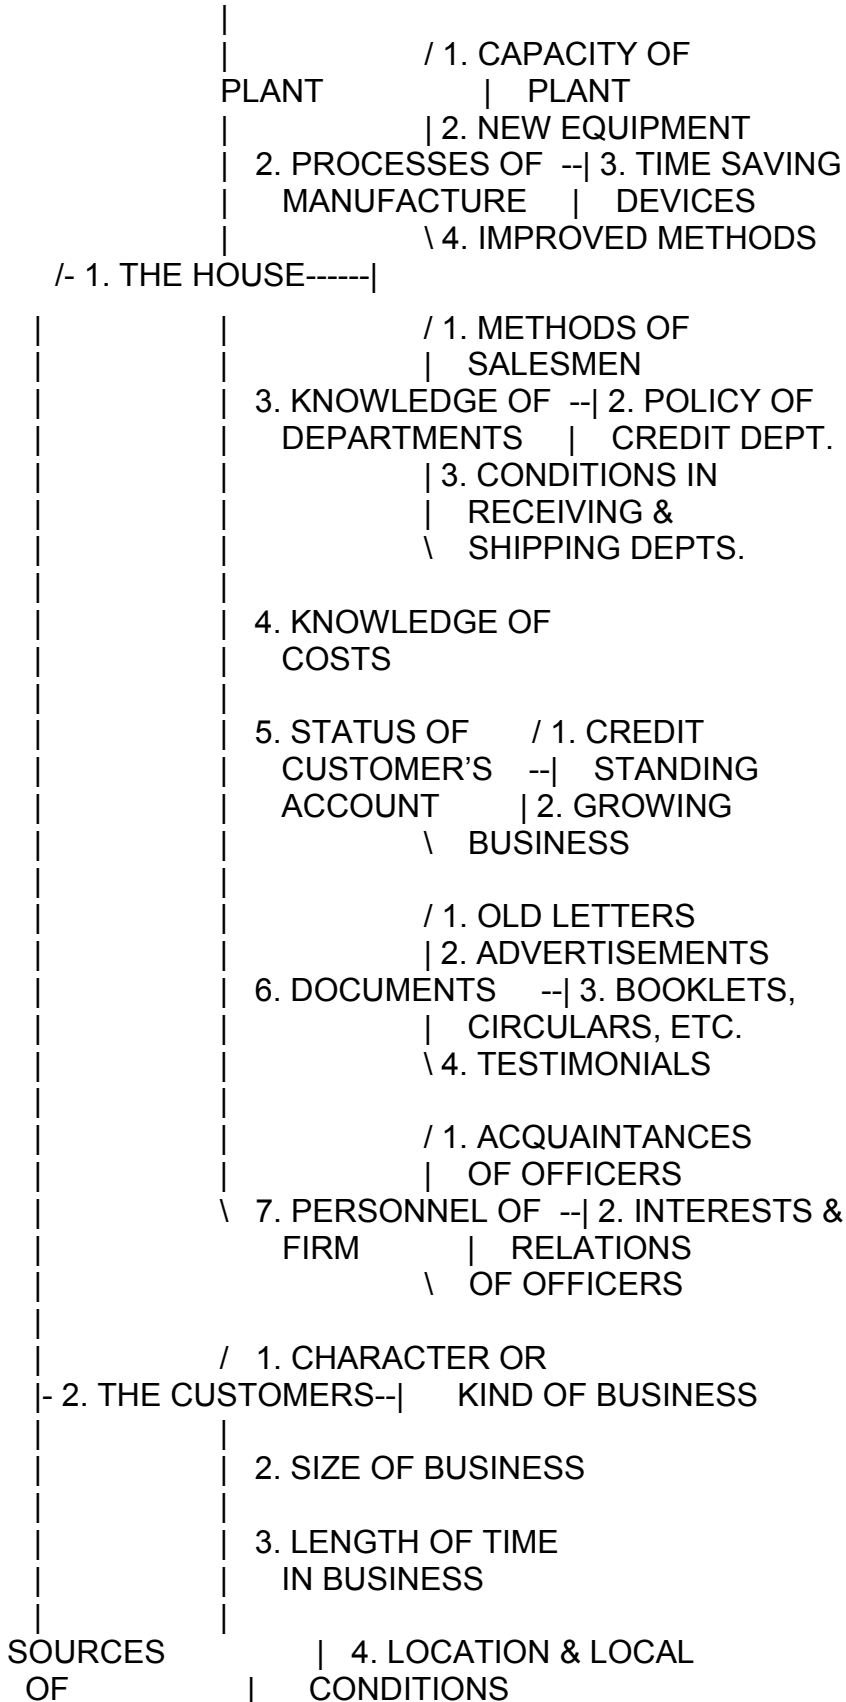 |
| / 1. CAPACITY OF
PLANT | PLANT
| | 2. NEW EQUIPMENT
| 2. PROCESSES OF --| 3. TIME SAVING
| MANUFACTURE | DEVICES
| \ 4. IMPROVED METHODS
/- 1. THE HOUSE------|
| | / 1. METHODS OF
| | | SALESMEN
| | 3. KNOWLEDGE OF --| 2. POLICY OF
| | DEPARTMENTS | CREDIT DEPT.
| | | 3. CONDITIONS IN
| | | RECEIVING &
| | \ SHIPPING DEPTS.
| |
| | 4. KNOWLEDGE OF
| | COSTS
| |
| | 5. STATUS OF / 1. CREDIT
| | CUSTOMER’S --| STANDING
| | ACCOUNT | 2. GROWING
| | \ BUSINESS
| |
| | / 1. OLD LETTERS
| | | 2. ADVERTISEMENTS
| | 6. DOCUMENTS --| 3. BOOKLETS,
| | | CIRCULARS, ETC.
| | \ 4. TESTIMONIALS
| |
| | / 1. ACQUAINTANCES
| | | OF OFFICERS
| \ 7. PERSONNEL OF --| 2. INTERESTS &
| FIRM | RELATIONS
| \ OF OFFICERS
|
| / 1. CHARACTER OR
|- 2. THE CUSTOMERS--| KIND OF BUSINESS
| |
| | 2. SIZE OF BUSINESS
| |
| | 3. LENGTH OF TIME
| | IN BUSINESS
| |
SOURCES | 4. LOCATION & LOCAL
OF | CONDITIONS